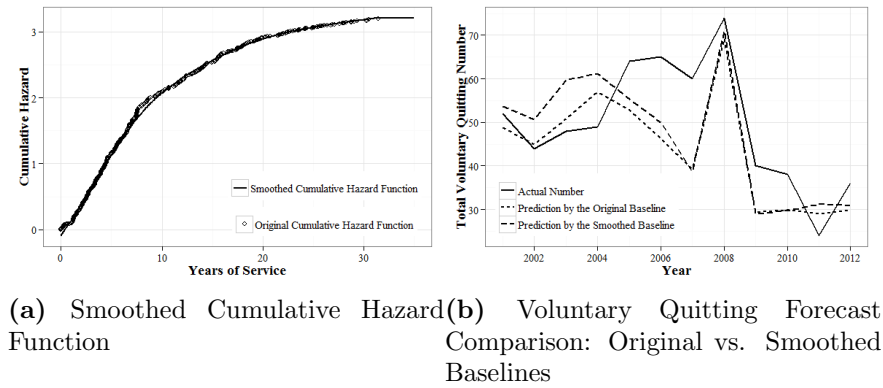 3
2
1
0
Cumulative Hazard
Smoothed Cumulative Hazard Function
Original Cumulative Hazard Function
0
10
20
30
Years of Service
70
60
50
40
30
Total Voluntary Quitting Number
Actual Number
Prediction by the Original Baseline
Prediction by the Smoothed Baseline
2002
2004
2006
2008
2010
2012
Year
(a) Smoothed Cumulative Hazard
Function
(b) Voluntary Quitting Forecast
Comparison: Original vs. Smoothed
Baselines